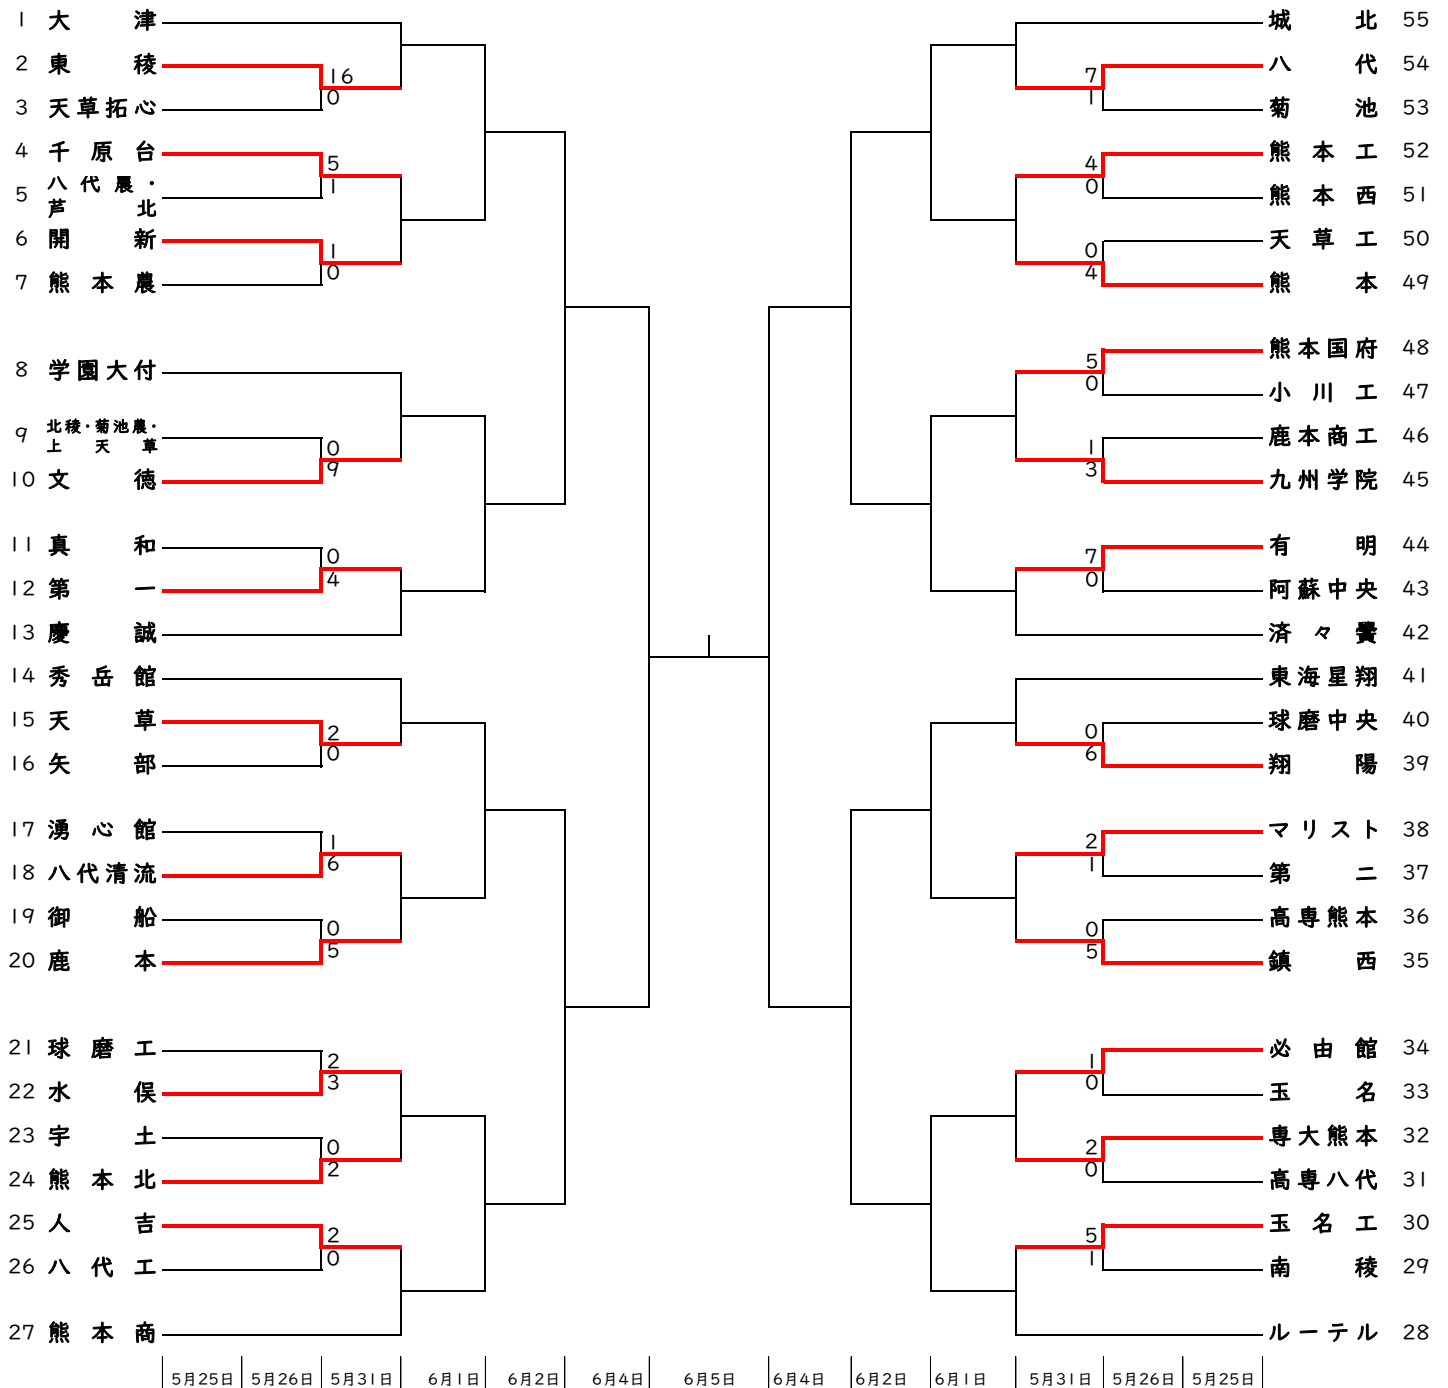 1 大津
2 東稜
16
0
3 天草拓心
4 千原台
5
1
5 八代農・
芦北
6 開新
1
0
7 熊本農
8 学園大付
9 北稜・菊池農・
上天草
0
9
10 文徳
11 真和
0
4
12 第一
13 慶誠
14 秀岳館
15 天草
2
0
16 矢部
17 湧心館
1
6
18 八代清流
19 御船
0
5
20 鹿本
21 球磨工
2
3
22 水俣
23 宇土
0
2
24 熊本北
25 人吉
2
0
26 八代工
27 熊本商
城北 55
八代 54
7
1
菊池 53
熊本工 52
4
0
熊本西 51
天草工 50
0
4
熊本 49
熊本国府 48
5
0
小川工 47
鹿本商工 46
1
3
九州学院 45
有明 44
7
0
阿蘇中央 43
済々黌 42
東海星翔 41
球磨中央 40
0
6
翔陽 39
マリスト 38
2
1
第二 37
高専熊本 36
0
5
鎮西 35
必由館 34
1
0
玉名 33
専大熊本 32
2
0
高専八代 31
玉名工 30
5
1
南稜 29
ルーテル 28
5月25日 5月26日 5月31日 6月1日 6月2日 6月4日 6月5日 6月4日 6月2日 6月1日 5月31日 5月26日 5月25日